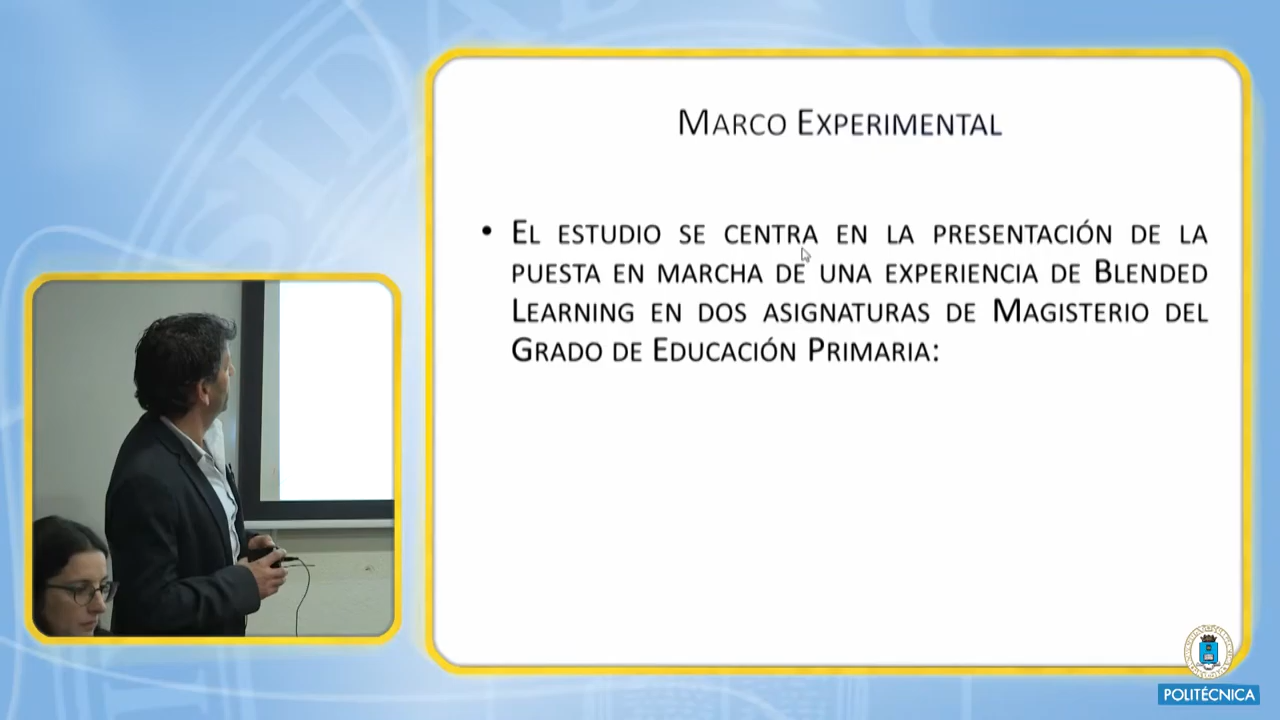 Marco Experimental
• El estudio se centra en la presentación de la
puesta en marcha de una experiencia de Blended
Learning en dos asignaturas de Magisterio del
Grado de Educación Primaria:
POLITÉCNICA